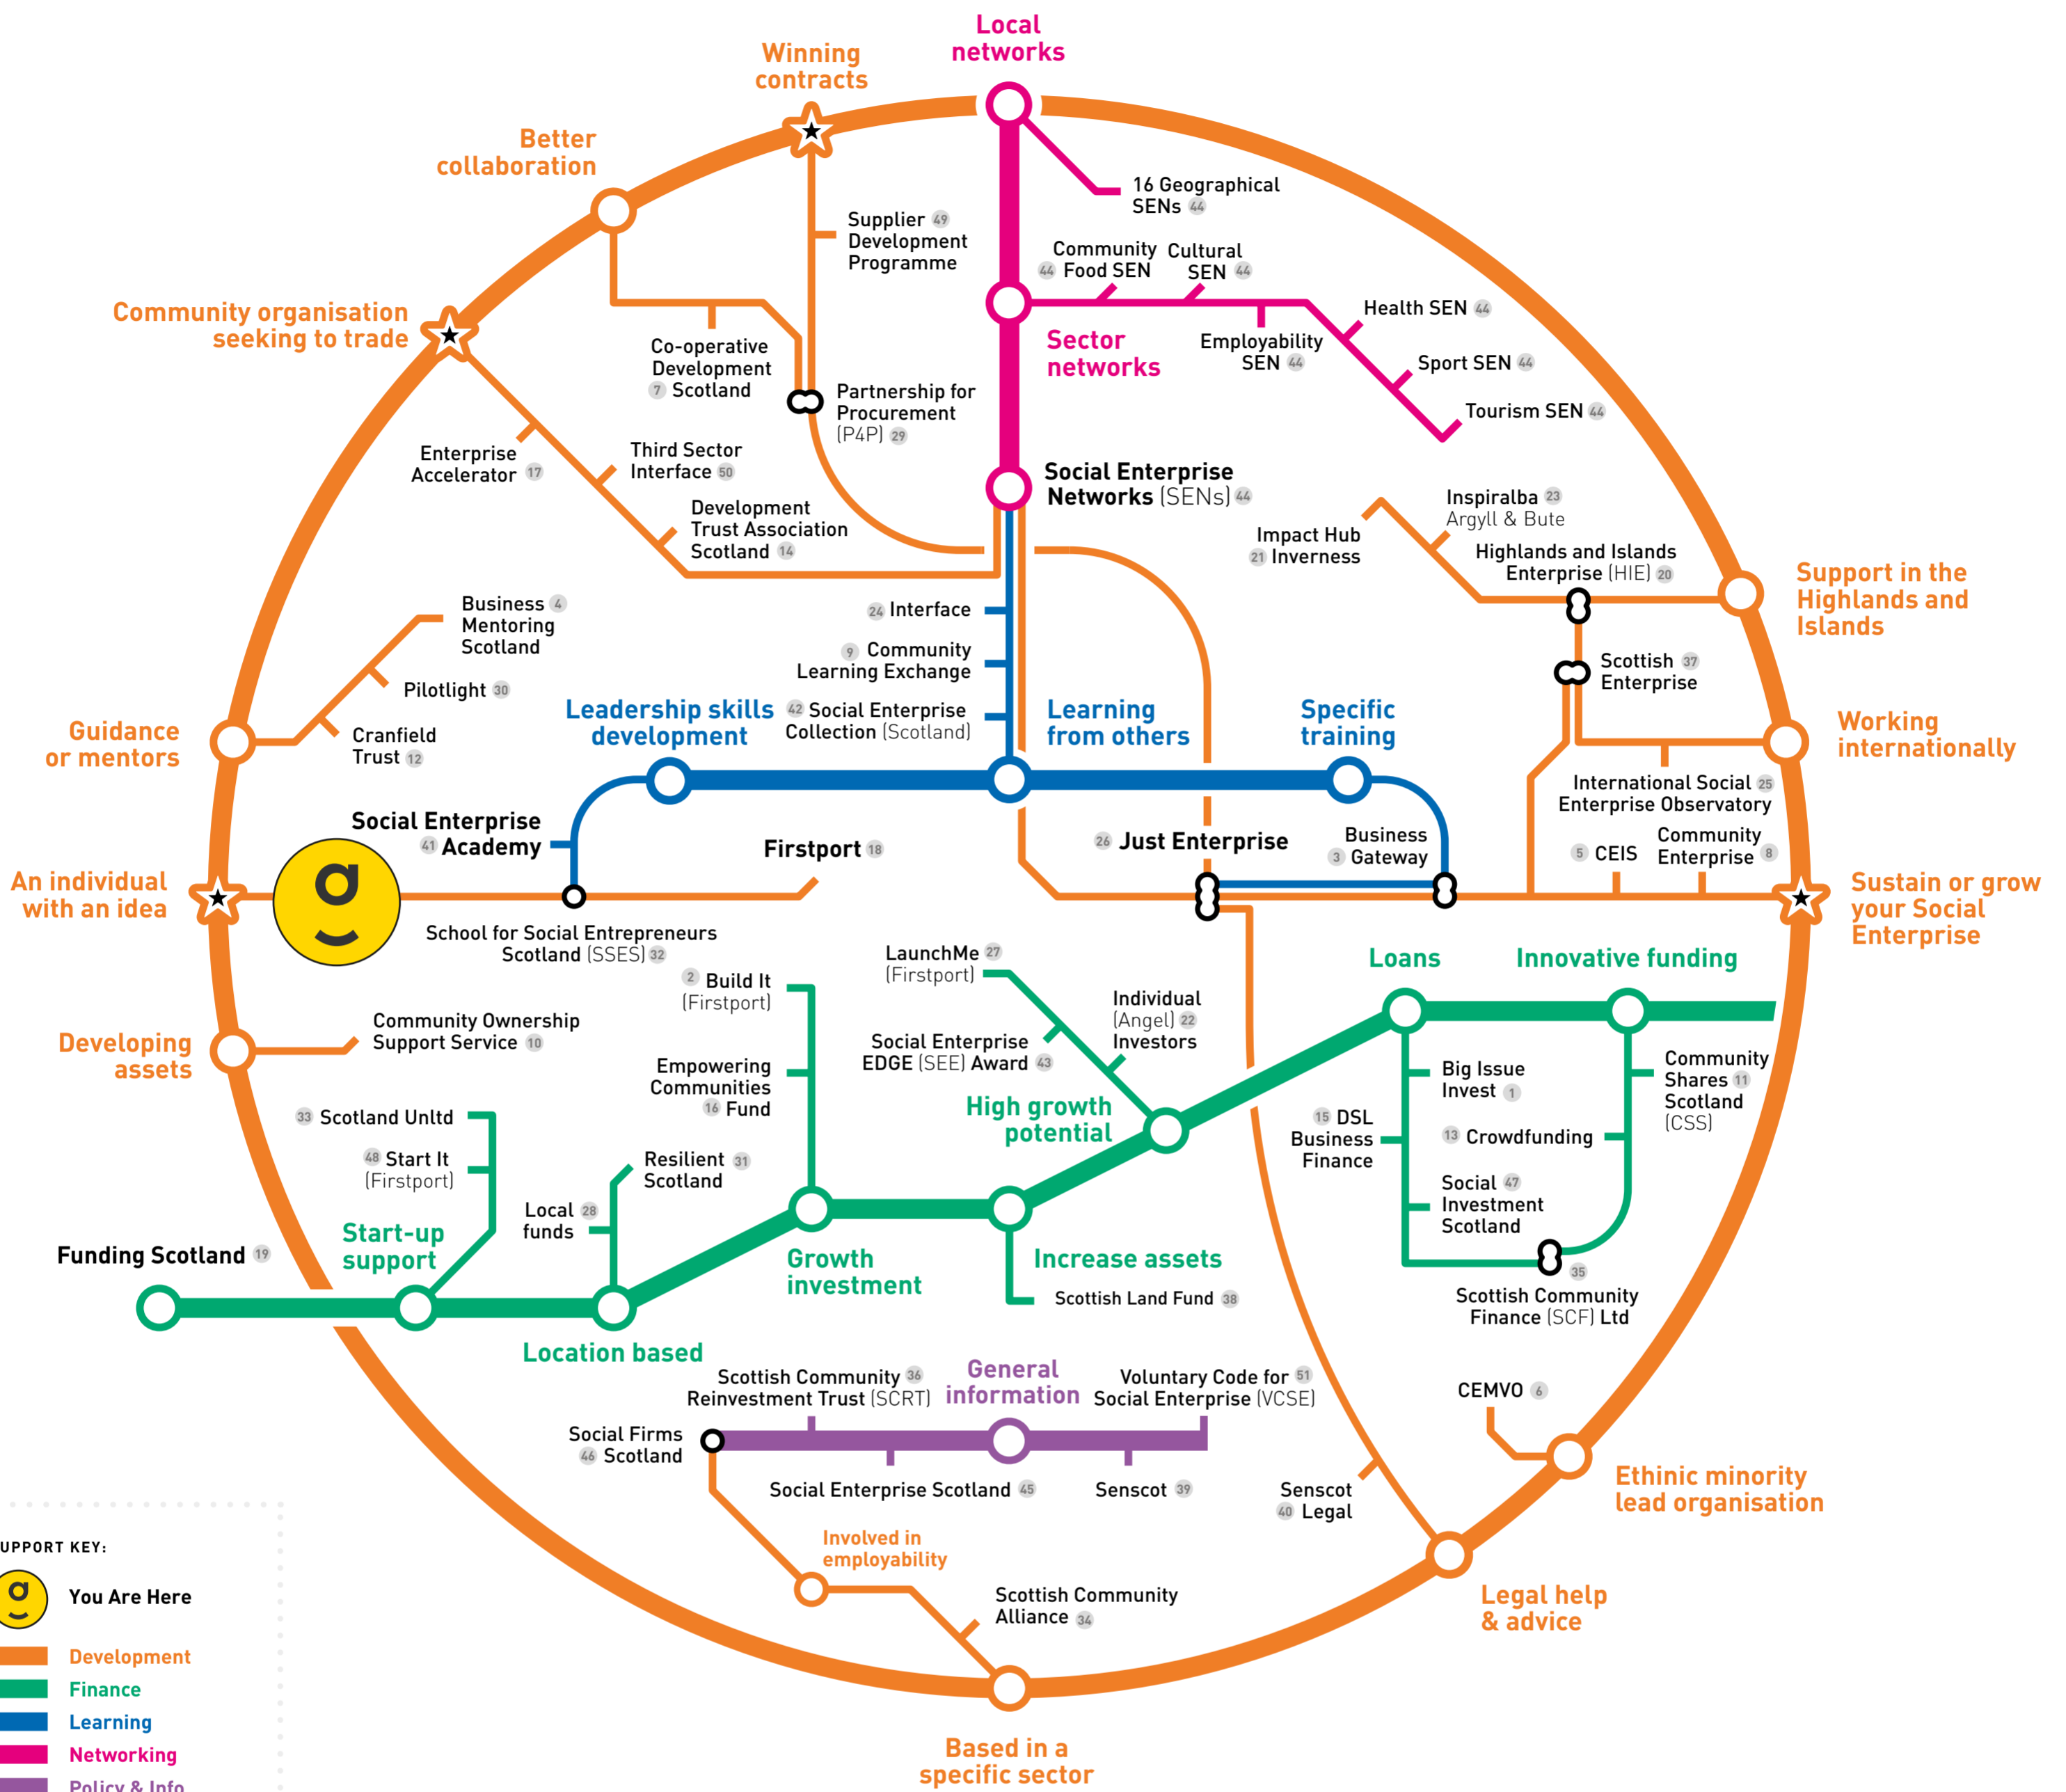 Local
networks
Winning
contracts
Better
collaboration
Community organisation
seeking to trade
16 Geographical
SENs 44
Supplier 49
Development
Programme
Community
44 Food SEN
Cultural
SEN 44
Health SEN 44
Employability
SEN 44
Sport SEN 44
Tourism SEN 44
Sector
networks
Co-operative
Development
7 Scotland
Partnership for
Procurement
(P4P) 29
Enterprise
Accelerator 17
Third Sector
Interface 50
Development
Trust Association
Scotland 14
Social Enterprise
Networks (SENs) 44
Inspiralba 23
Argyll & Bute
Impact Hub
21 Inverness
Highlands and Islands
Enterprise (HIE) 20
Support in the
Highlands and
Islands
Business 4
Mentoring
Scotland
Pilotlight 30
Cranfield
Trust 12
Guidance
or mentors
24 Interface
9 Community
Learning Exchange
42 Social Enterprise
Collection (Scotland)
Leadership skills
development
Learning
from others
Specific
training
Scottish 37
Enterprise
Working
internationally
International Social 25
Enterprise Observatory
Social Enterprise
41 Academy
Firstport 18
26 Just Enterprise
Business
3 Gateway
5 CEIS
Community
Enterprise 8
An individual
with an idea
g
Sustain or grow
your Social
Enterprise
School for Social Entrepreneurs
Scotland (SSES) 32
2 Build It
(Firstport)
LaunchMe 27
(Firstport)
Individual
(Angel) 22
Investors
Social Enterprise
EDGE (SEE) Award 43
Loans
Innovative funding
Developing
assets
Community Ownership
Support Service 10
Empowering
Communities
16 Fund
High growth
potential
Big Issue
Invest 1
Community
Shares 11
Scotland
(CSS)
15 DSL
Business
Finance
13 Crowdfunding
Social 47
Investment
Scotland
33 Scotland Unltd
48 Start It
(Firstport)
Resilient 31
Scotland
Local 28
funds
Start-up
support
Funding Scotland 19
Growth
investment
Increase assets
Scottish Land Fund 38
35
Scottish Community
Finance (SCF) Ltd
Location based
Scottish Community 36
Reinvestment Trust (SCRT)
General
information
Voluntary Code for 51
Social Enterprise (VCSE)
Social Firms
46 Scotland
Social Enterprise Scotland 45
Senscot 39
Senscot
40 Legal
CEMVO 6
Ethinic minority
lead organisation
Legal help
& advice
Involved in
employability
Scottish Community
Alliance 34
Based in a
specific sector
UPPORT KEY:
g
You Are Here
Development
Finance
Learning
Networking
Policy & Info